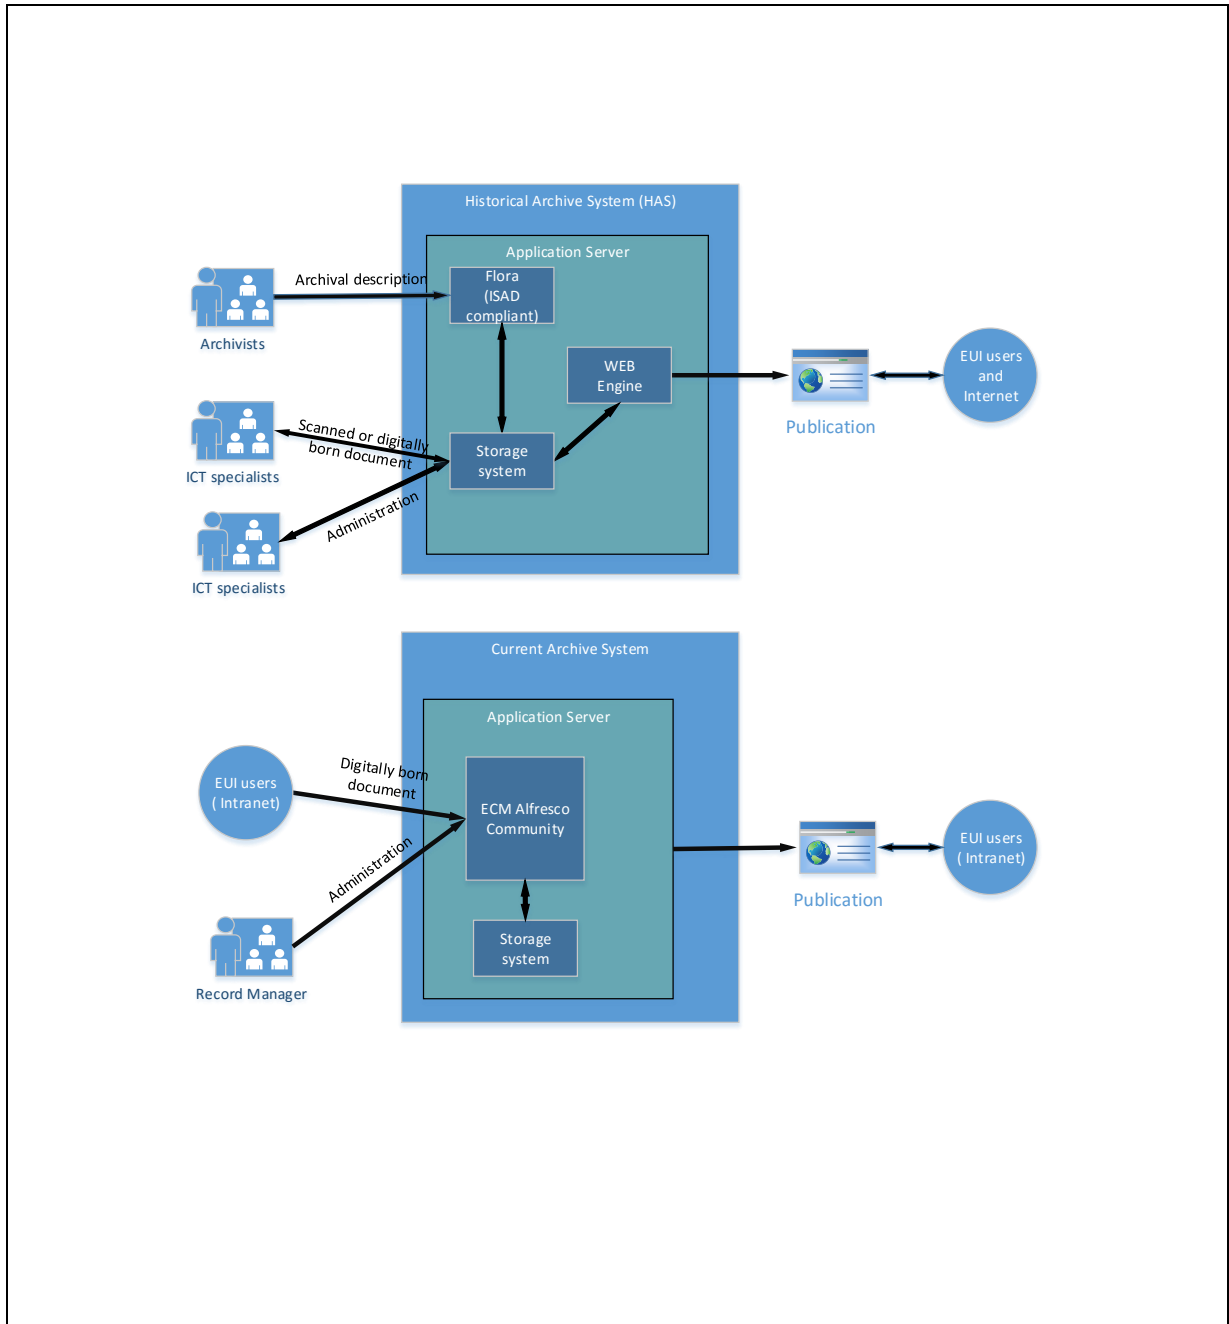 Historical Archive System (HAS)
Application Server
Archival description
Flora
(ISAD
compliant)
Archivists
WEB
Engine
EUI users
and
Internet
Publication
Scanned or digitally
born document
Storage
system
ICT specialists
Administration
ICT specialists
Current Archive System
Application Server
Digitally born
document
EUI users
( Intranet)
ECM Alfresco
Community
EUI users
( Intranet)
Administration
Publication
Storage
system
Record Manager